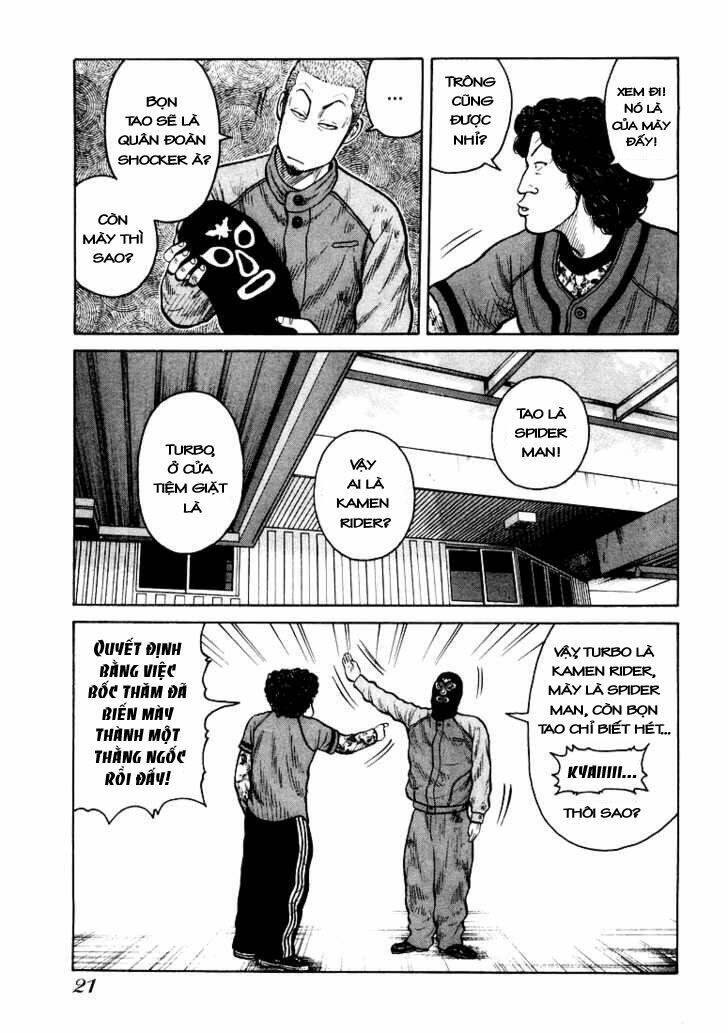 XEM ĐI!
NÓ LÀ
CỦA MÀY
ĐẤY!
TRÔNG
CŨNG
ĐƯỢC
NHỈ?
...
BỌN
TAO SẼ LÀ
QUÂN ĐOÀN
SHOCKER À?
CÒN
MÀY THÌ
SAO?
TAO LÀ
SPIDER
MAN!
VẬY
AI LÀ
KAMEN
RIDER?
TURBO,
Ở CỬA
TIỆM GIẶT
LÀ
VẬY, TURBO LÀ
KAMEN RIDER,
MÀY LÀ SPIDER
MAN, CÒN BỌN
TAO CHỈ BIẾT HÉT...
KYAIIIII...
THÔI SAO?
QUYẾT ĐỊNH
BẰNG VIỆC
BỐC THĂM ĐÃ
BIẾN MÀY
THÀNH MỘT
THẰNG NGỐC
RỒI ĐẤY!
21